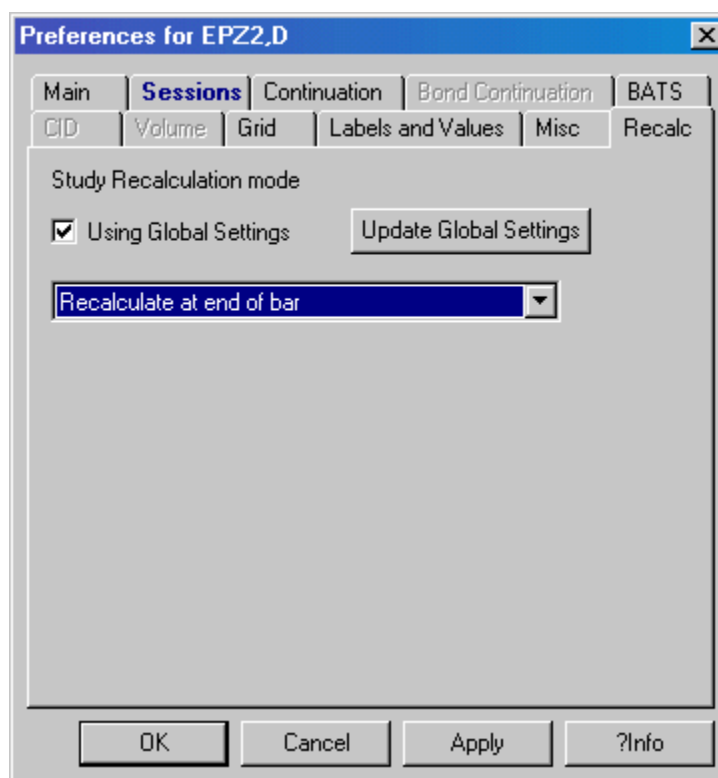 Preferences for EPZ2,D
Main Sessions Continuation Bond Continuation BATS
CID Volume Grid Labels and Values Misc Recalc
Study Recalculation mode
Using Global Settings Update Global Settings
Recalculate at end of bar
OK Cancel Apply ?Info